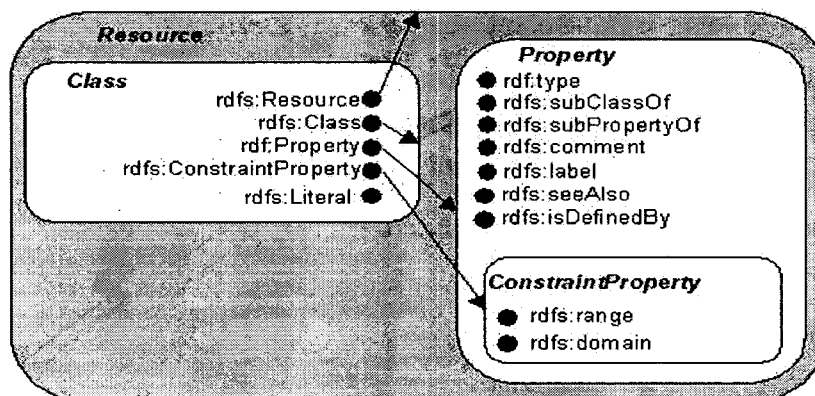 Resource
Class
rdfs:Resource
rdfs:Class
rdf:Property
rdfs:ConstraintProperty
rdfs:Literal
Property
rdf:type
rdfs:subClassOf
rdfs:subPropertyOf
rdfs:comment
rdfs:label
rdfs:seeAlso
rdfs:isDefinedBy
ConstraintProperty
rdfs:range
rdfs:domain